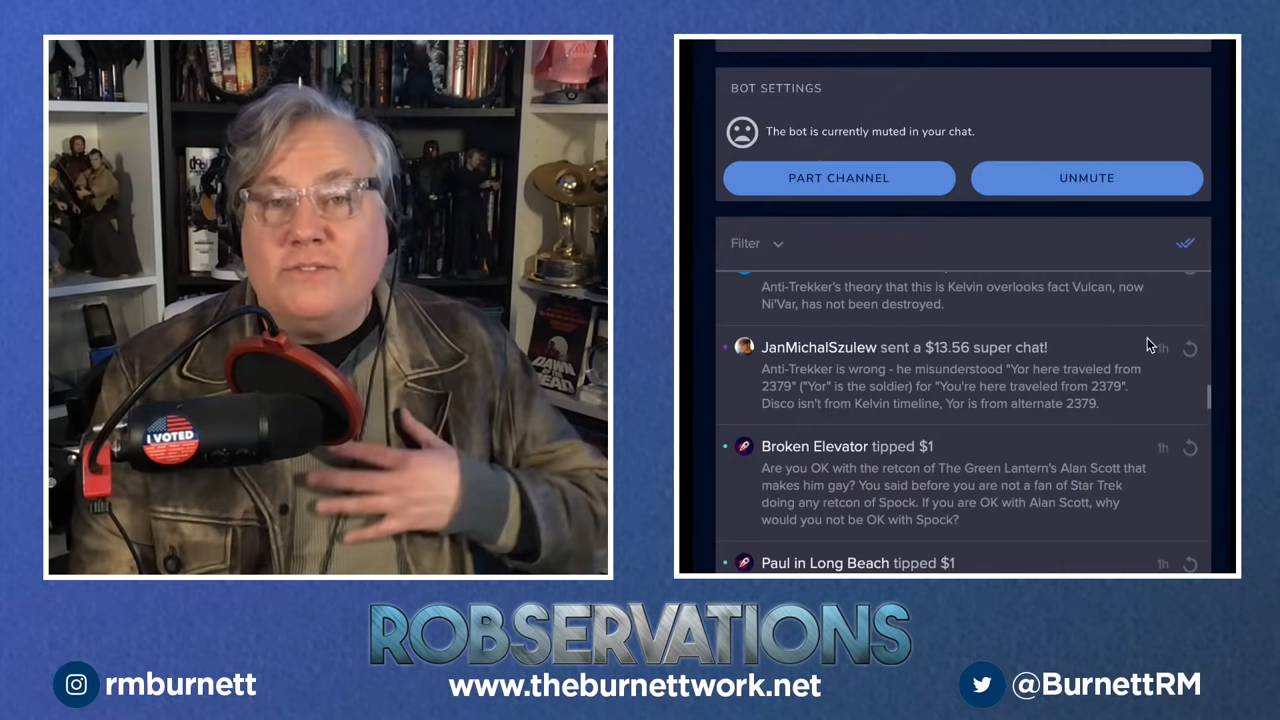 BOT SETTINGS
The bot is currently muted in your chat.
PART CHANNEL
UNMUTE
Filter
Anti-Trekker's theory that this is Kelvin overlooks fact Vulcan, now
Ni'Var, has not been destroyed.
JanMichalSzulew sent a $13.56 super chat!
1h
Anti-Trekker is wrong - he misunderstood "Yor here traveled from
2379" ("Yor" is the soldier) for "You're here traveled from 2379".
Disco isn't from Kelvin timeline, Yor is from alternate 2379.
Broken Elevator tipped $1
1h
Are you OK with the retcon of The Green Lantern's Alan Scott that
makes him gay? You said before you are not a fan of Star Trek
doing any retcon of Spock. If you are OK with Alan Scott, why
would you not be OK with Spock?
Paul in Long Beach tipped $1
1h
I VOTED
DAWN
OF THE
DEAD
ROBSERVATIONS
rmburnett
www.theburnettwork.net
@BurnettRM